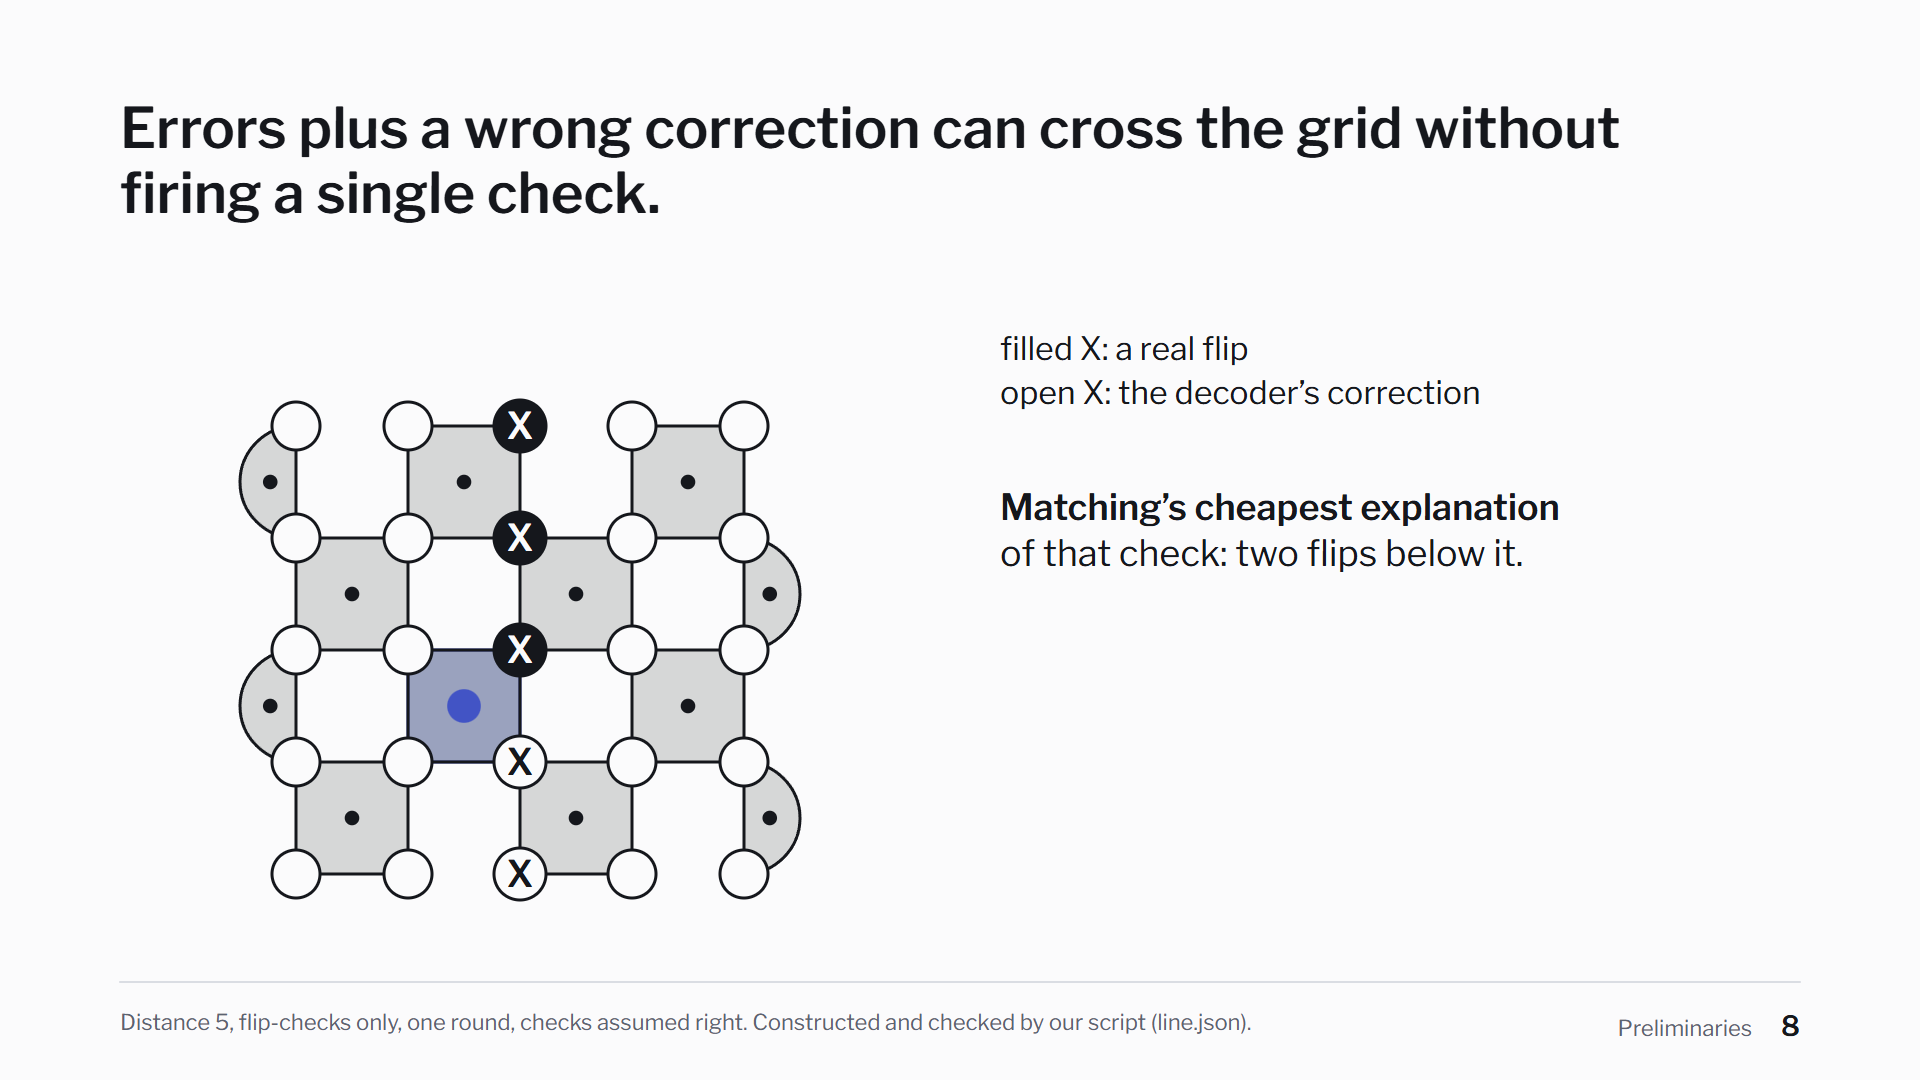 Errors plus a wrong correction can cross the grid without
firing a single check.
filled X: a real flip
open X: the decoder’s correction
Matching’s cheapest explanation
of that check: two flips below it.
X
X
X
X
X
Distance 5, flip-checks only, one round, checks assumed right. Constructed and checked by our script (line.json).
Preliminaries 8